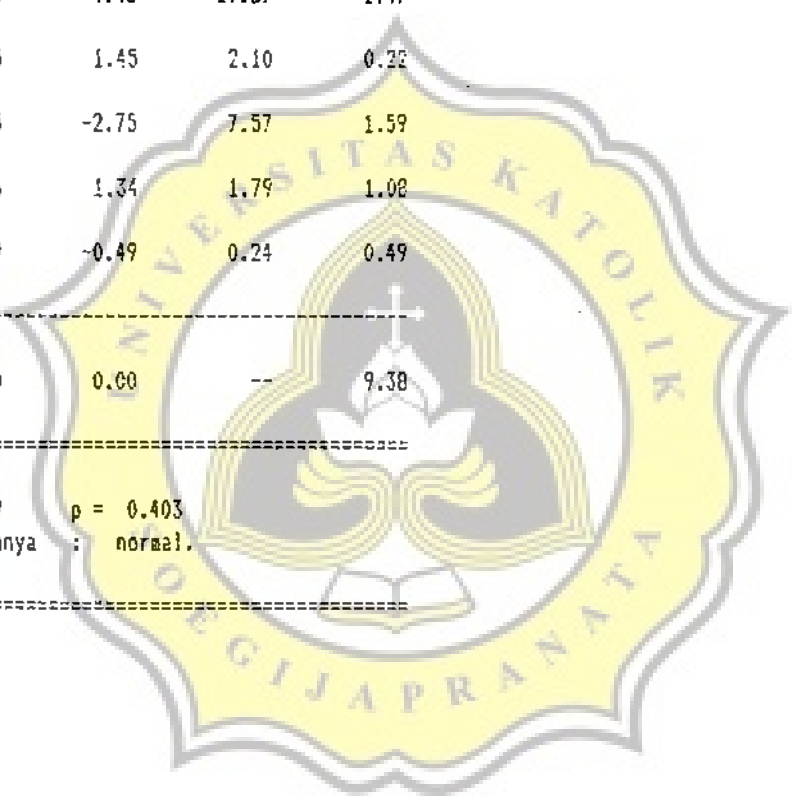 1.45 2.10 0.22
-2.75 7.57 1.59
1.34 1.79 1.08
-0.49 0.24 0.49
0.00 -- 9.38
p = 0.403
nya : normal.
UNIVERSITAS KATOLIK
SOEGIJAPRANATA